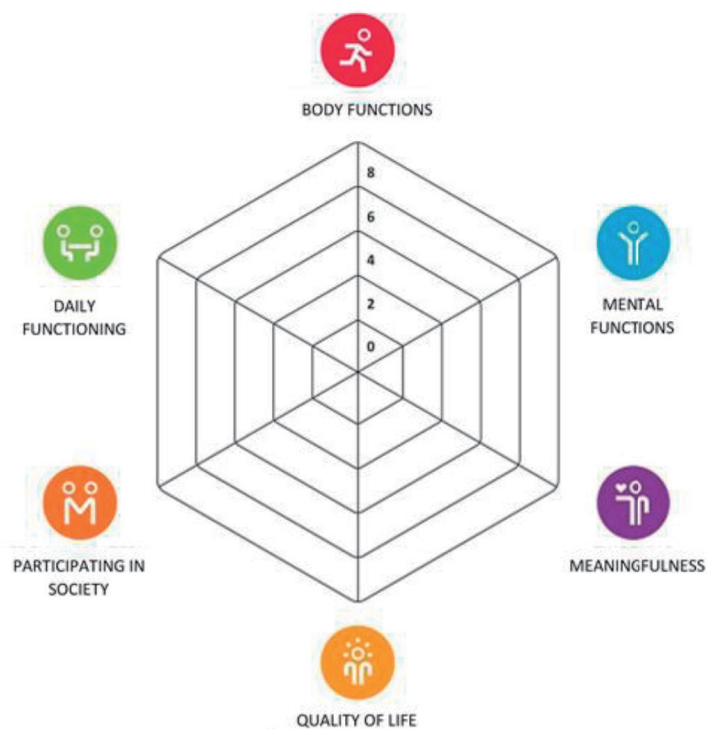 BODY FUNCTIONS
8
6
4
2
0
DAILY
FUNCTIONING
MENTAL
FUNCTIONS
PARTICIPATING IN
SOCIETY
MEANINGFULNESS
QUALITY OF LIFE